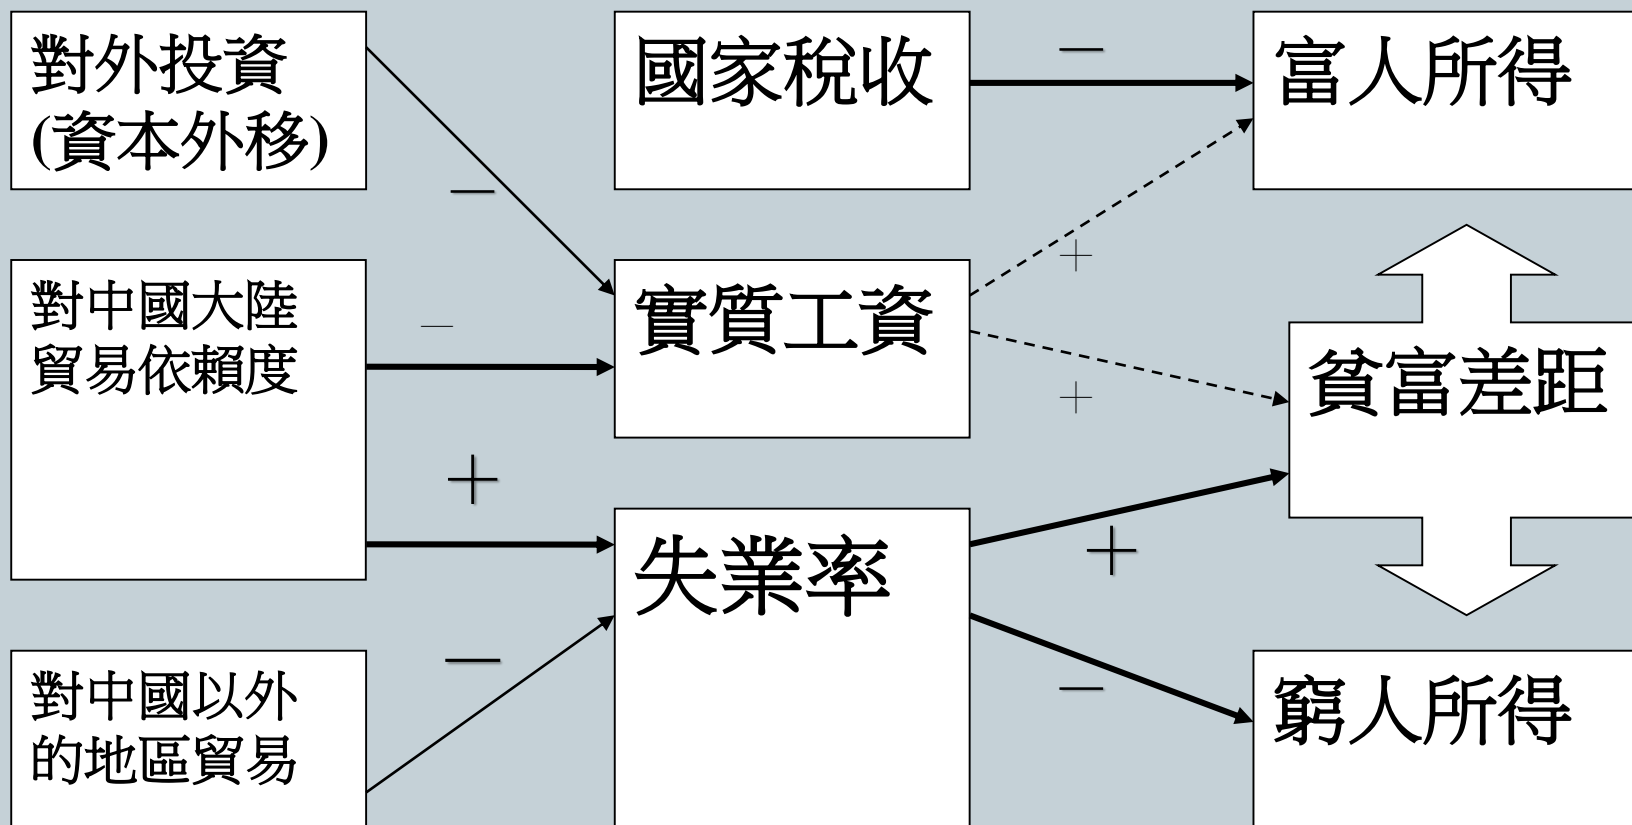 對外投資
(資本外移)
國家稅收
富人所得
對中國大陸
貿易依賴度
實質工資
貧富差距
失業率
對中國以外
的地區貿易
窮人所得
－
－
＋
－
－
＋
＋
＋
－